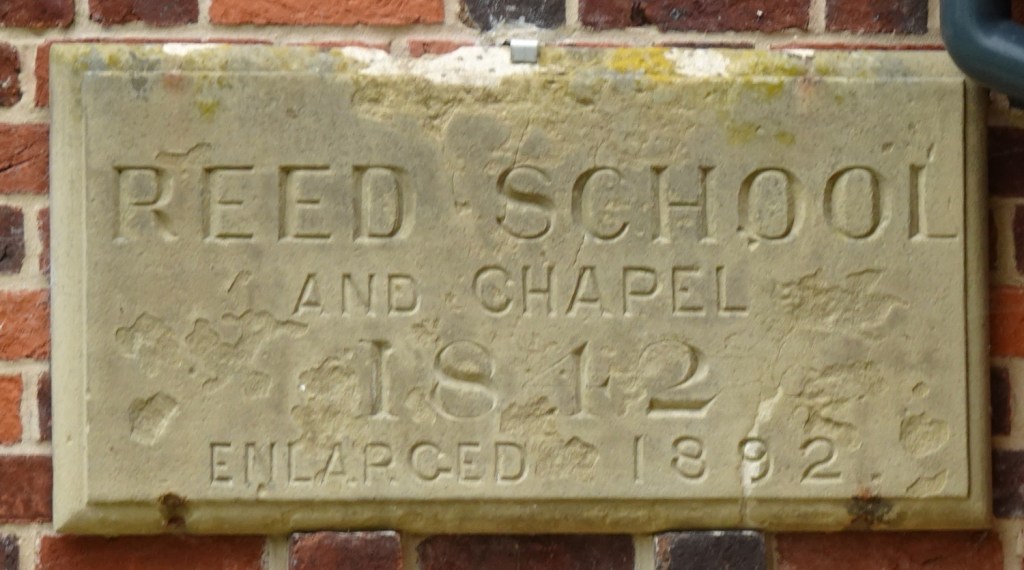 REED SCHOOL
AND CHAPEL
1842
ENLARGED 1892